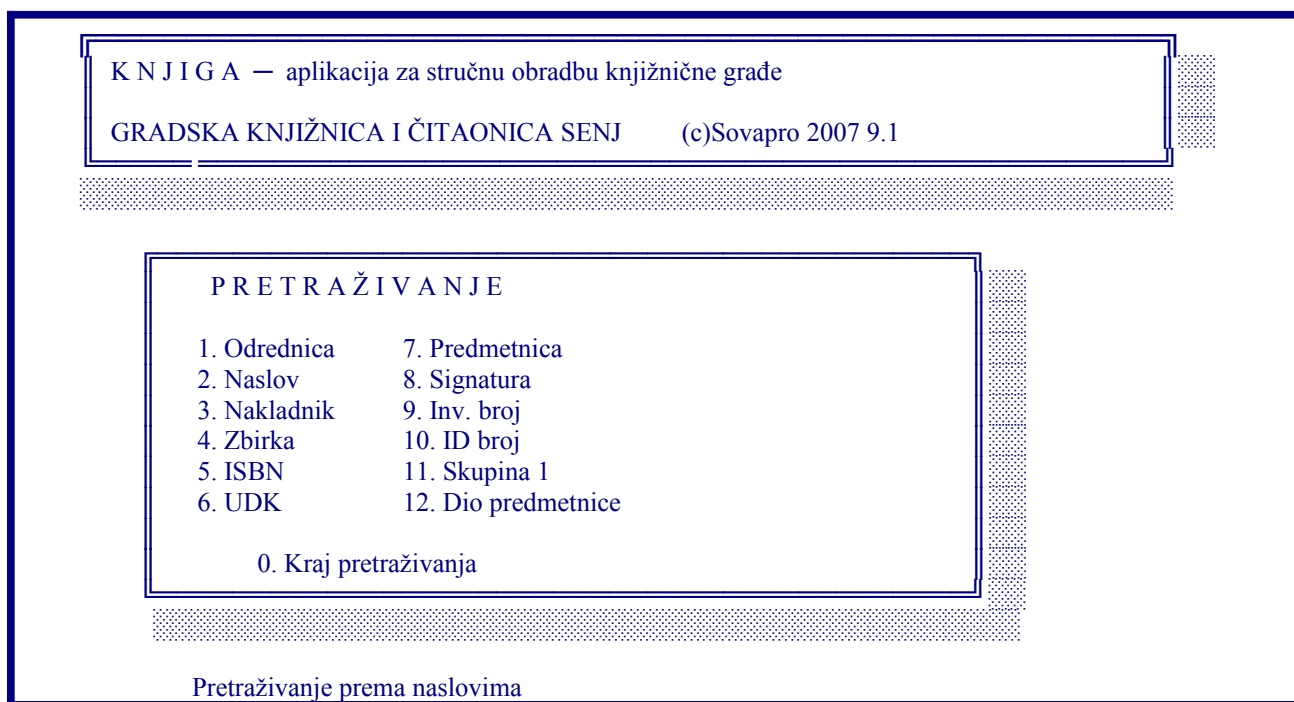 K N J I G A — aplikacija za stručnu obradbu knjižnične građe
GRADSKA KNJIŽNICA I ČITAONICA SENJ (c)Sovapro 2007 9.1
P R E T R A Ž I V A N J E
1. Odrednica 7. Predmetnica
2. Naslov 8. Signatura
3. Nakladnik 9. Inv. broj
4. Zbirka 10. ID broj
5. ISBN 11. Skupina 1
6. UDK 12. Dio predmetnice
0. Kraj pretraživanja
Pretraživanje prema naslovima